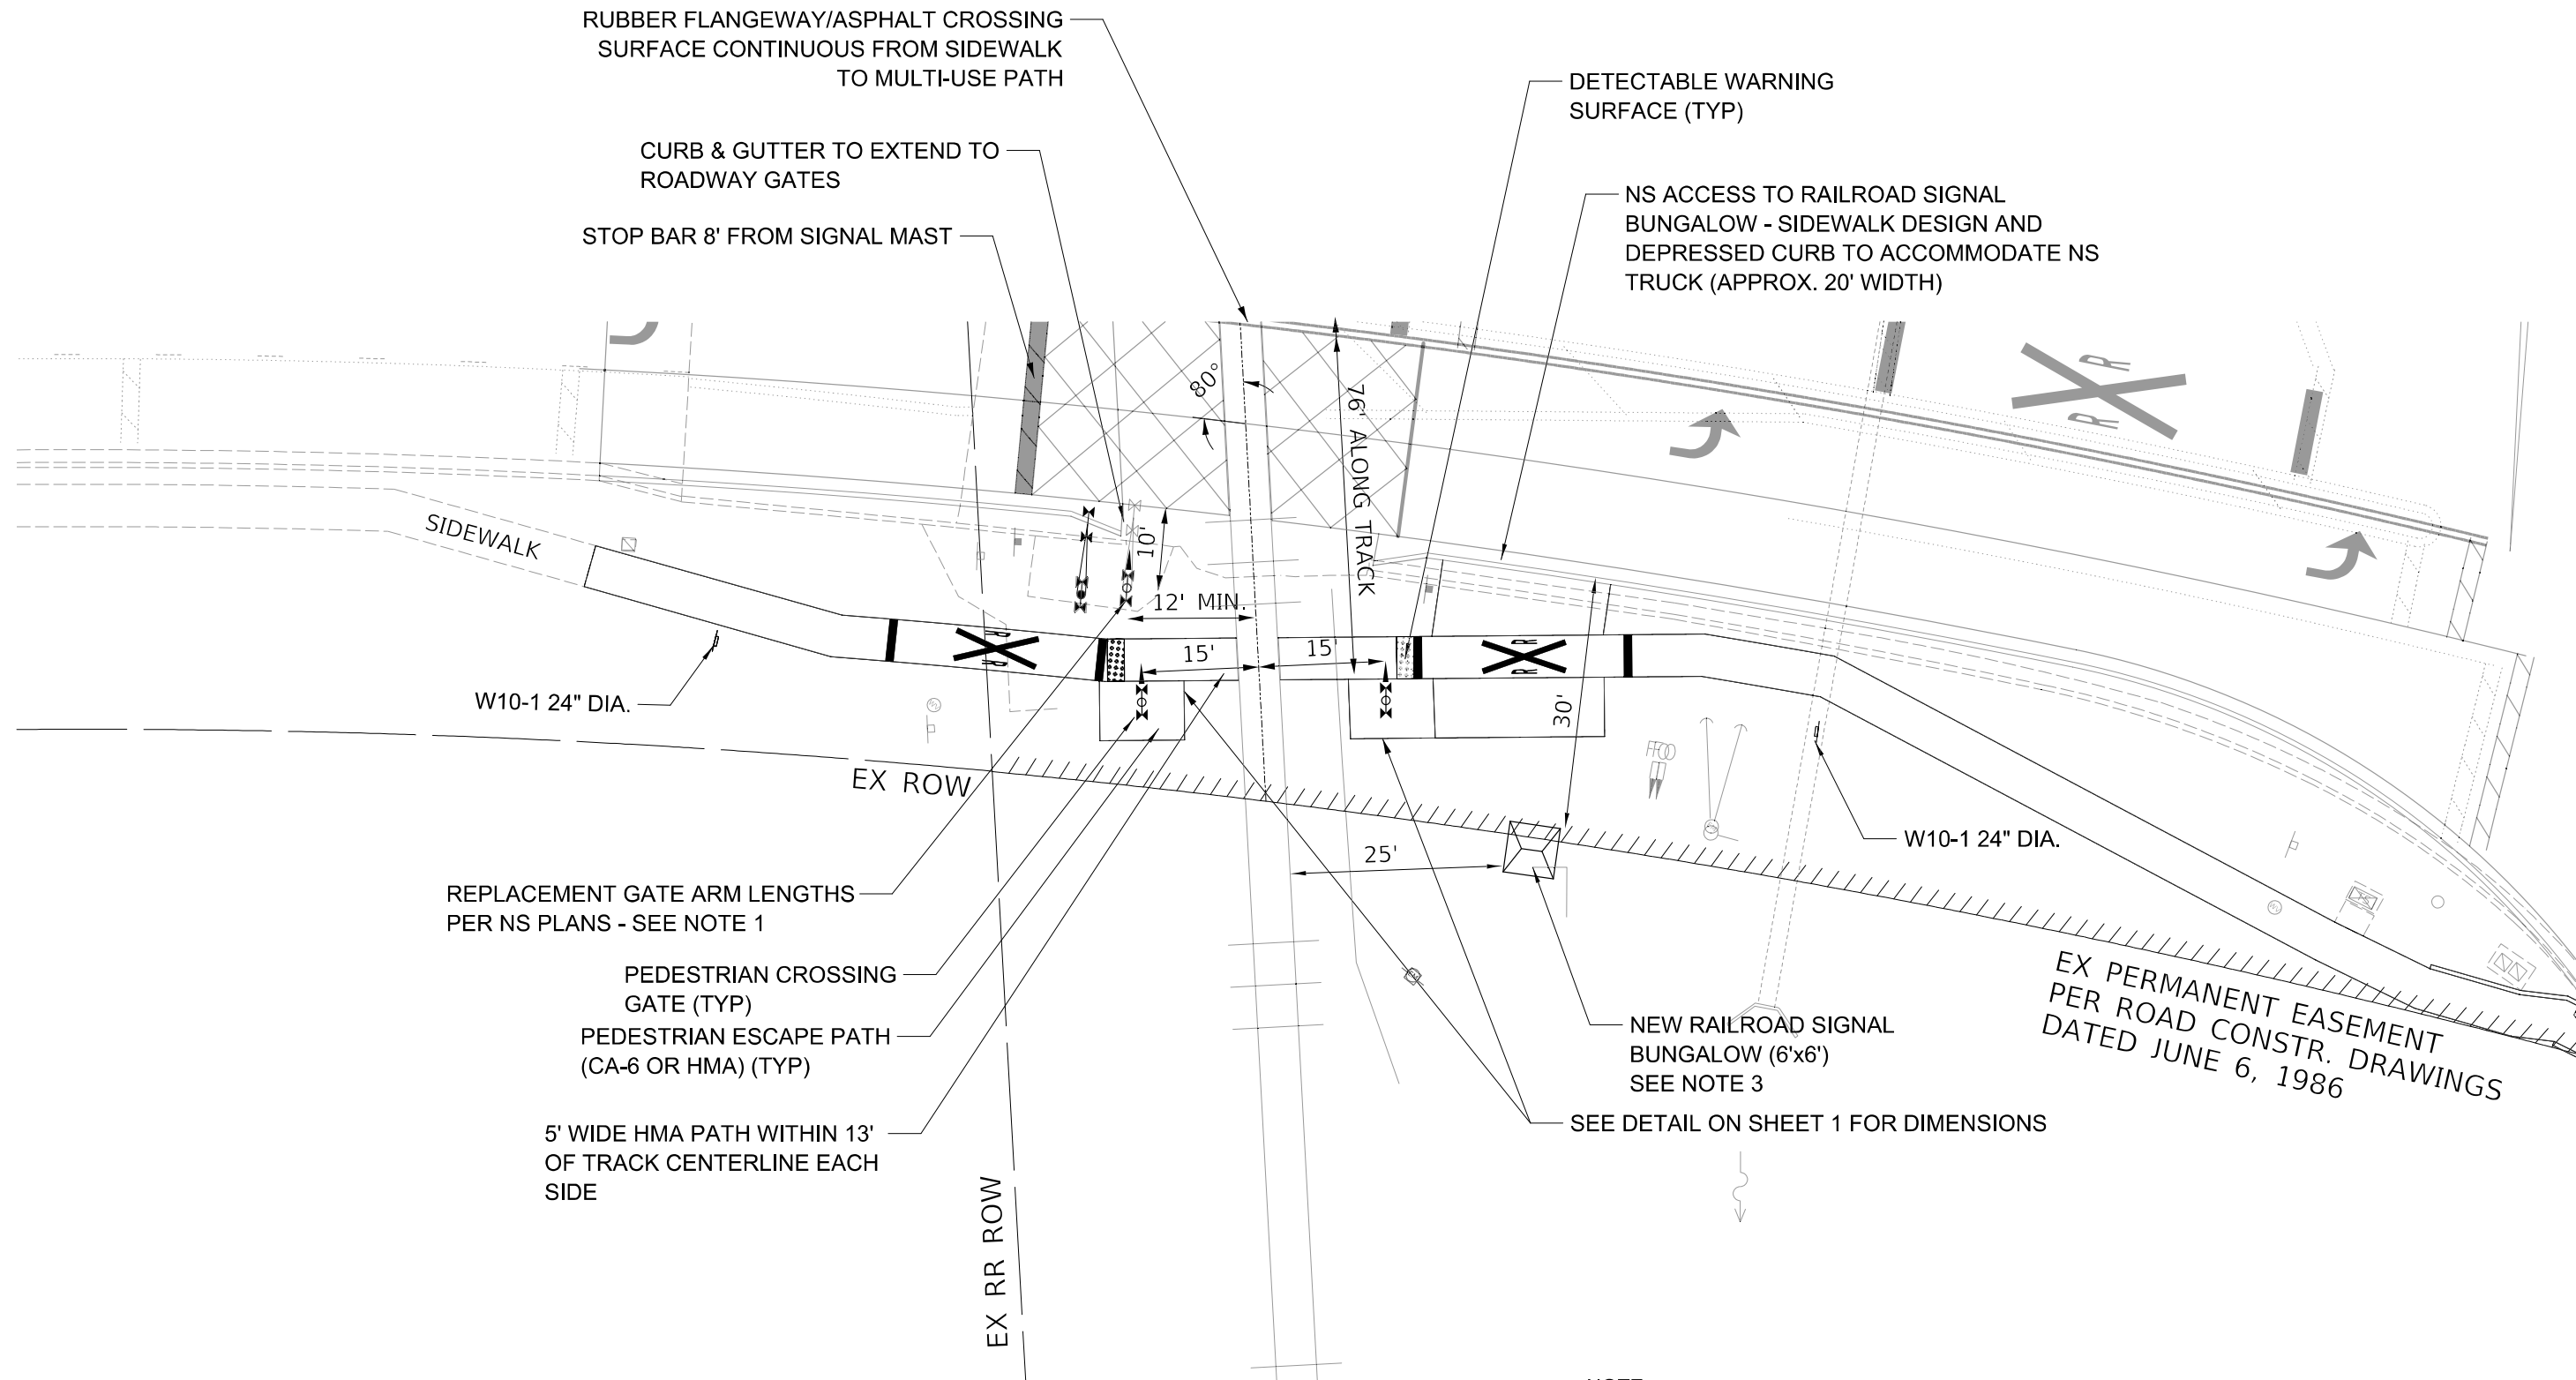 RUBBER FLANGEWAY/ASPHALT CROSSING
SURFACE CONTINUOUS FROM SIDEWALK
TO MULTI-USE PATH
DETECTABLE WARNING
SURFACE (TYP)
CURB & GUTTER TO EXTEND TO
ROADWAY GATES
NS ACCESS TO RAILROAD SIGNAL
BUNGALOW - SIDEWALK DESIGN AND
DEPRESSED CURB TO ACCOMMODATE NS
TRUCK (APPROX. 20' WIDTH)
STOP BAR 8' FROM SIGNAL MAST
80°
76' ALONG TRACK
R
R
SIDEWALK
10'
12' MIN.
15'
15'
R
R
R
R
30'
W10-1 24" DIA.
EX ROW
25'
W10-1 24" DIA.
REPLACEMENT GATE ARM LENGTHS
PER NS PLANS - SEE NOTE 1
PEDESTRIAN CROSSING
GATE (TYP)
PEDESTRIAN ESCAPE PATH
(CA-6 OR HMA) (TYP)
5' WIDE HMA PATH WITHIN 13'
OF TRACK CENTERLINE EACH
SIDE
EX RR ROW
NEW RAILROAD SIGNAL
BUNGALOW (6'x6')
SEE NOTE 3
SEE DETAIL ON SHEET 1 FOR DIMENSIONS
EX PERMANENT EASEMENT
PER ROAD CONSTR. DRAWINGS
DATED JUNE 6, 1986